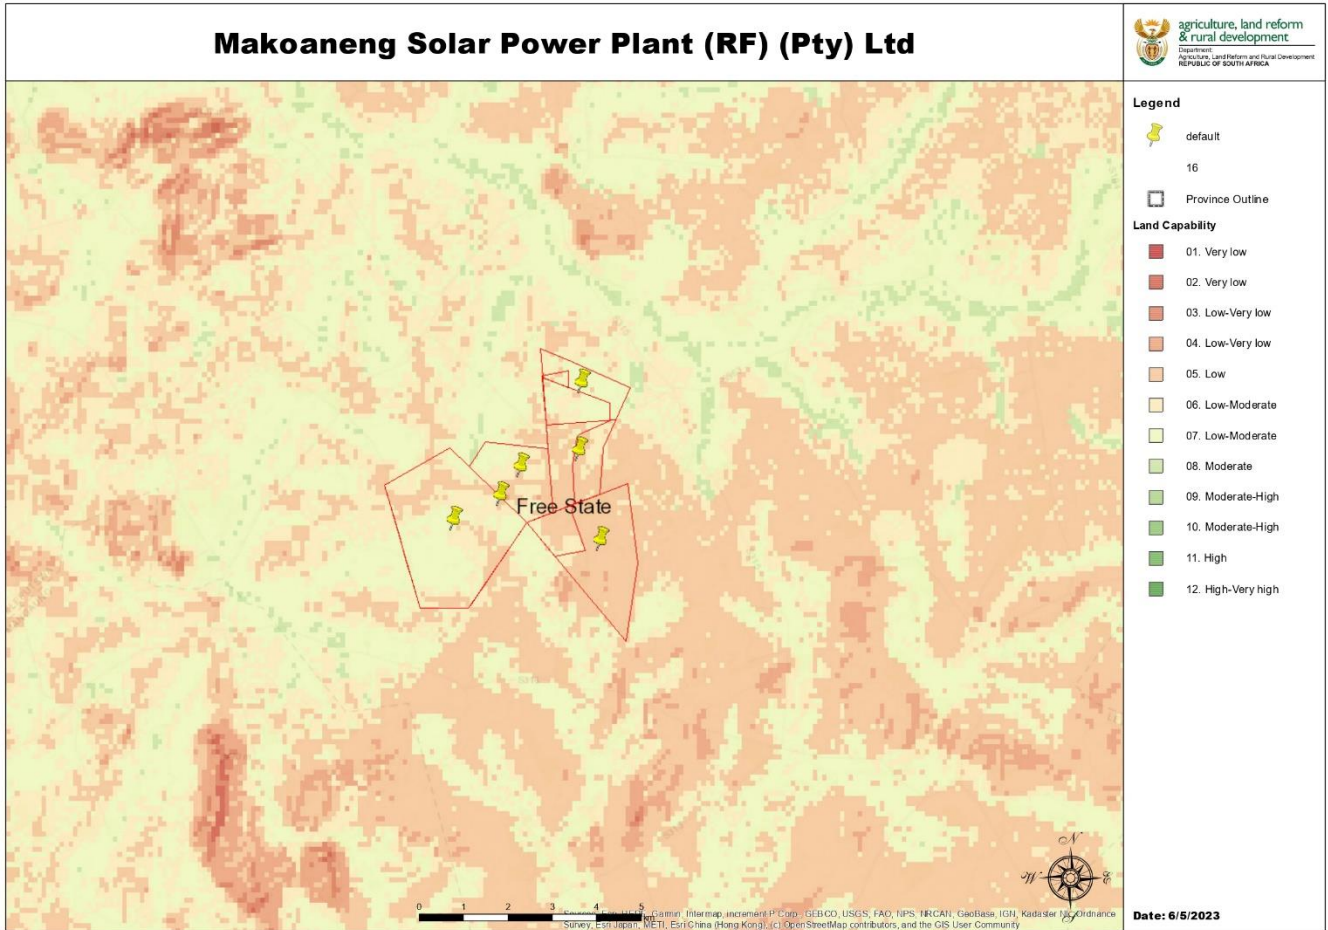 Makoaneng Solar Power Plant (RF) (Pty) Ltd
agriculture, land reform
& rural development
Department:
Agriculture, Land Reform and Rural Development
REPUBLIC OF SOUTH AFRICA
Legend
default
16
Province Outline
Land Capability
01. Very low
02. Very low
03. Low-Very low
04. Low-Very low
05. Low
06. Low-Moderate
07. Low-Moderate
08. Moderate
09. Moderate-High
10. Moderate-High
11. High
12. High-Very high
Free State
N
W E
S
0 1 2 3 4 5
km
Sources: Esri, HERE, Garmin, Intermap, increment P Corp., GEBCO, USGS, FAO, NPS, NRCAN, GeoBase, IGN, Kadaster NL, Ordnance
Survey, Esri Japan, METI, Esri China (Hong Kong), (c) OpenStreetMap contributors, and the GIS User Community
Date: 6/5/2023